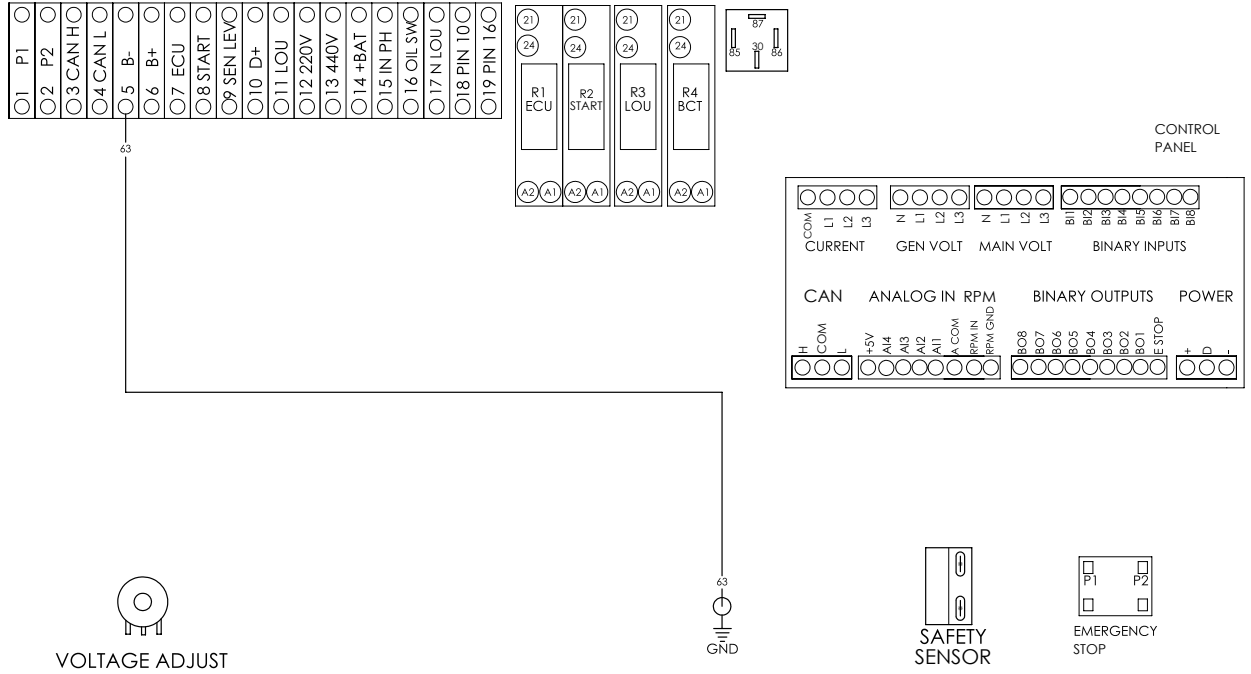 1 P1
2 P2
3 CAN H
4 CAN L
5 B-
6 B+
7 ECU
8 START
9 SEN LEV
10 D+
11 LOU
12 220V
13 440V
14 +BAT
15 IN PH
16 OIL SW
17 N LOU
18 PIN 10
19 PIN 16
21 21 21 21
24 24 24 24
R1 ECU
R2 START
R3 LOU
R4 BCT
A2 A1 A2 A1 A2 A1 A2 A1
87
85 30 86
63
CONTROL
PANEL
COM L1 L2 L3
N L1 L2 L3
N L1 L2 L3
BI1 BI2 BI3 BI4 BI5 BI6 BI7 BI8
CURRENT GEN VOLT MAIN VOLT BINARY INPUTS
CAN ANALOG IN RPM BINARY OUTPUTS POWER
H COM L
+5V AI4 AI3 AI2 AI1 A COM RPM IN RPM GND
BO8 BO7 BO6 BO5 BO4 BO3 BO2 BO1 E STOP
+ D -
63
GND
VOLTAGE ADJUST
SAFETY
SENSOR
P1 P2
EMERGENCY
STOP